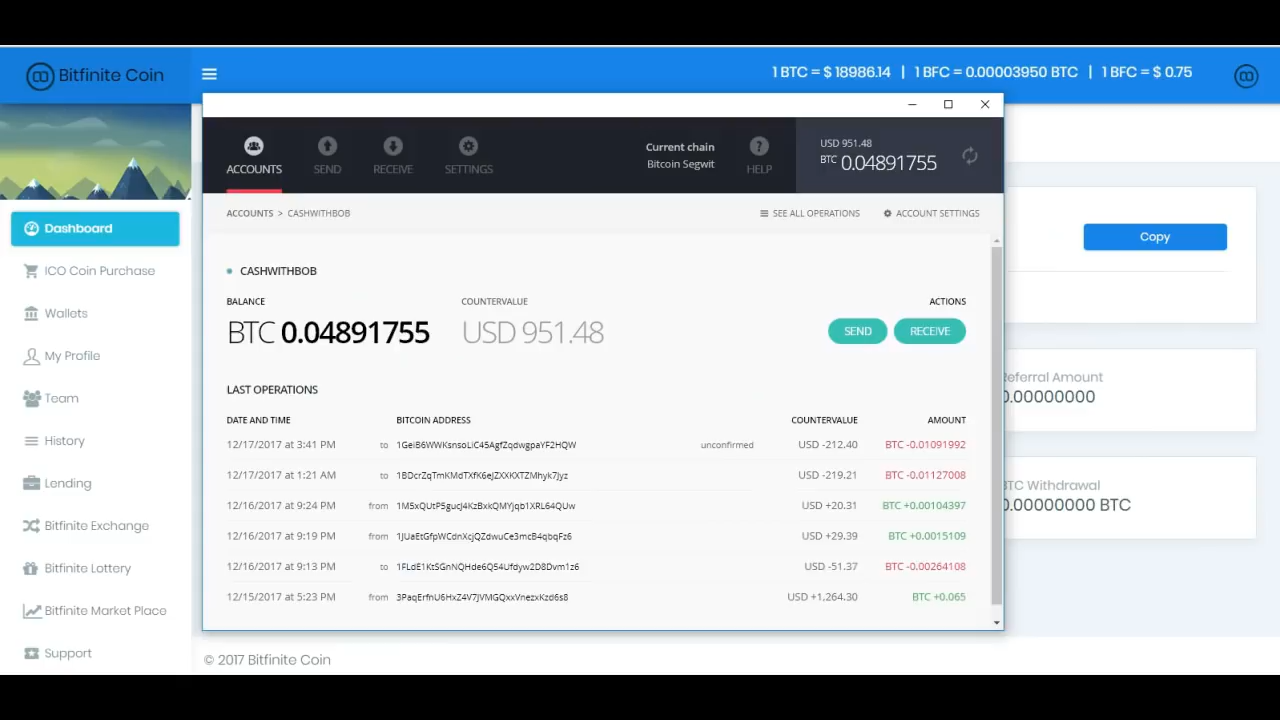 Bitfinite Coin
1 BTC = $ 18986.14 | 1 BFC = 0.00003950 BTC | 1 BFC = $ 0.75
ACCOUNTS
SEND
RECEIVE
SETTINGS
Current chain
Bitcoin Segwit
HELP
USD 951.48
BTC 0.04891755
Dashboard
ICO Coin Purchase
Wallets
My Profile
Team
History
Lending
Bitfinite Exchange
Bitfinite Lottery
Bitfinite Market Place
Support
ACCOUNTS > CASHWITHBOB
SEE ALL OPERATIONS
ACCOUNT SETTINGS
CASHWITHBOB
BALANCE COUNTERVALUE ACTIONS
BTC 0.04891755 USD 951.48 SEND RECEIVE
LAST OPERATIONS
DATE AND TIME BITCOIN ADDRESS COUNTERVALUE AMOUNT
12/17/2017 at 3:41 PM to 1GeiB6WWKsnsoLiC45AgfZqdwgpaYF2HQW unconfirmed USD -212.40 BTC -0.01091992
12/17/2017 at 1:21 AM to 1BDcrZqTmKMdTXfK6eJZXXKXTZMhyk7Jyz USD -219.21 BTC -0.01127008
12/16/2017 at 9:24 PM from 1M5xQUtP5gucJ4KzBxkQMYjqb1XRL64QUw USD +20.31 BTC +0.00104397
12/16/2017 at 9:19 PM from 1JUaEtGfpWCdnXcjQZdwuCe3mcB4qbqFz6 USD +29.39 BTC +0.0015109
12/16/2017 at 9:13 PM to 1FLdE1KtSGnNQHde6Q54Ufdyw2D8Dvm1z6 USD -51.37 BTC -0.00264108
12/15/2017 at 5:23 PM from 3PaqErfnU6HxZ4V7JVMGQxxVnezxKzd6s8 USD +1,264.30 BTC +0.065
Copy
Referral Amount
0.00000000
BTC Withdrawal
0.00000000 BTC
© 2017 Bitfinite Coin